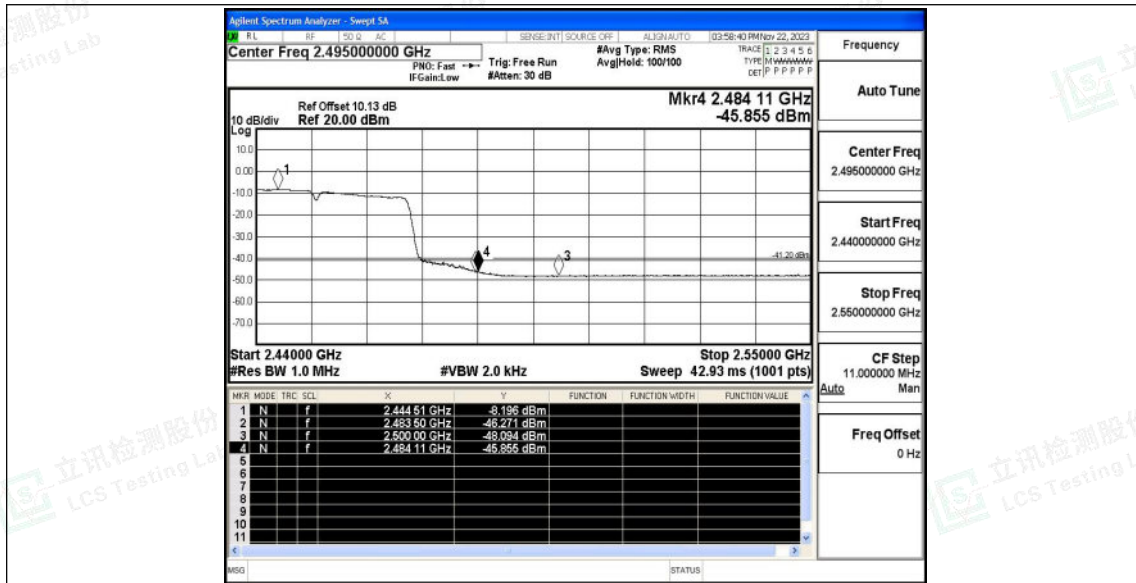 Agilent Spectrum Analyzer - Swept SA
RL RF 50 Ω AC SENSE:INT SOURCE OFF ALIGNAUTO 03:58:40 PM Nov 22, 2023
Center Freq 2.495000000 GHz
PNO: Fast
IFGain:Low
Trig: Free Run
#Atten: 30 dB
#Avg Type: RMS
Avg|Hold: 100/100
TRACE 1 2 3 4 5 6
TYPE M WWWWW
DET P P P P P P
Frequency
Auto Tune
Center Freq
2.495000000 GHz
Start Freq
2.440000000 GHz
Stop Freq
2.550000000 GHz
CF Step
11.000000 MHz
Auto Man
Freq Offset
0 Hz
Mkr4 2.484 11 GHz
-45.855 dBm
Ref Offset 10.13 dB
10 dB/div Ref 20.00 dBm
Log
10.0
0.00
-10.0
-20.0
-30.0
-40.0
-50.0
-60.0
-70.0
1
4
3
-41.20 dBm
Start 2.44000 GHz Stop 2.55000 GHz
#Res BW 1.0 MHz #VBW 2.0 kHz Sweep 42.93 ms (1001 pts)
MKR MODE TRC SCL X Y FUNCTION FUNCTION WIDTH FUNCTION VALUE
1 N f 2.444 51 GHz -8.196 dBm
2 N f 2.483 50 GHz -46.271 dBm
3 N f 2.500 00 GHz -48.094 dBm
4 N f 2.484 11 GHz -45.855 dBm
5
6
7
8
9
10
11
MSG STATUS
立讯检测股份
LCS Testing Lab
立讯检测股份
LCS Testing L